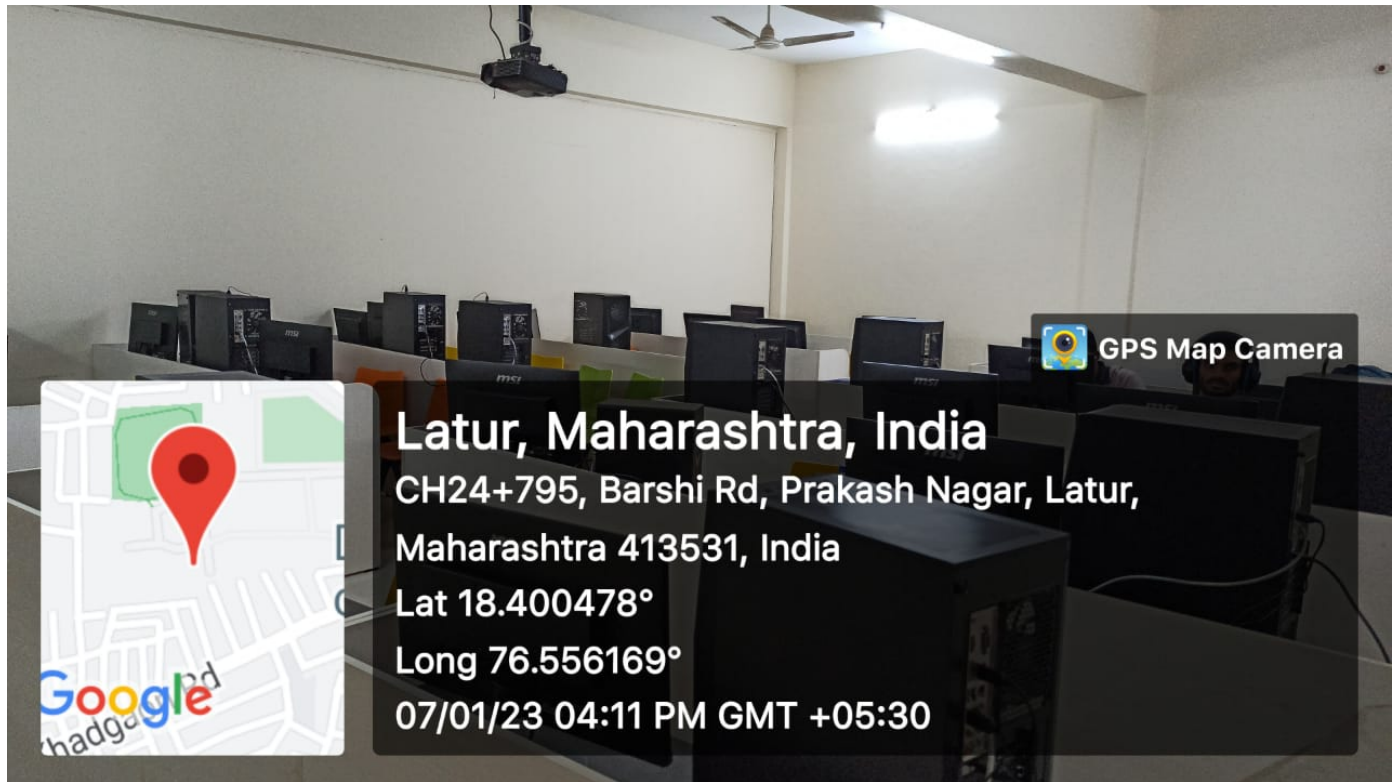 msi
msi
msi
msi
GPS Map Camera
Latur, Maharashtra, India
CH24+795, Barshi Rd, Prakash Nagar, Latur,
Maharashtra 413531, India
Lat 18.400478°
Long 76.556169°
07/01/23 04:11 PM GMT +05:30
Google